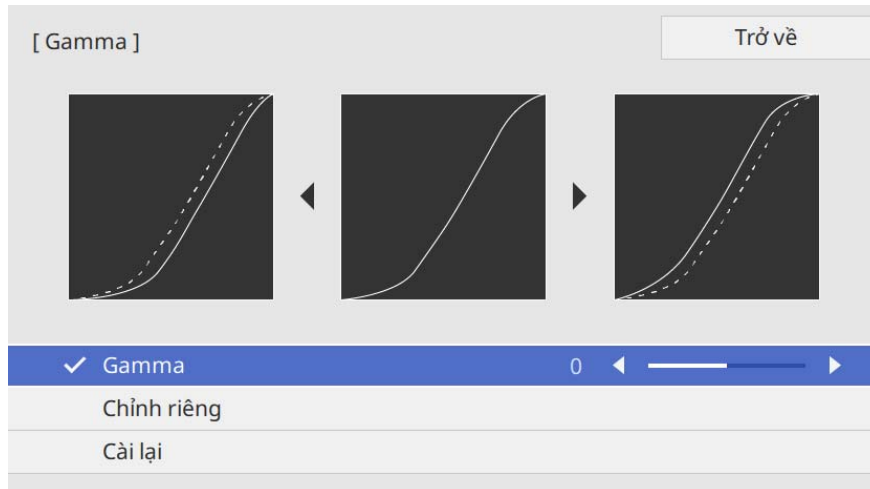 [ Gamma ]
Trở về
Gamma 0
Chỉnh riêng
Cài lại